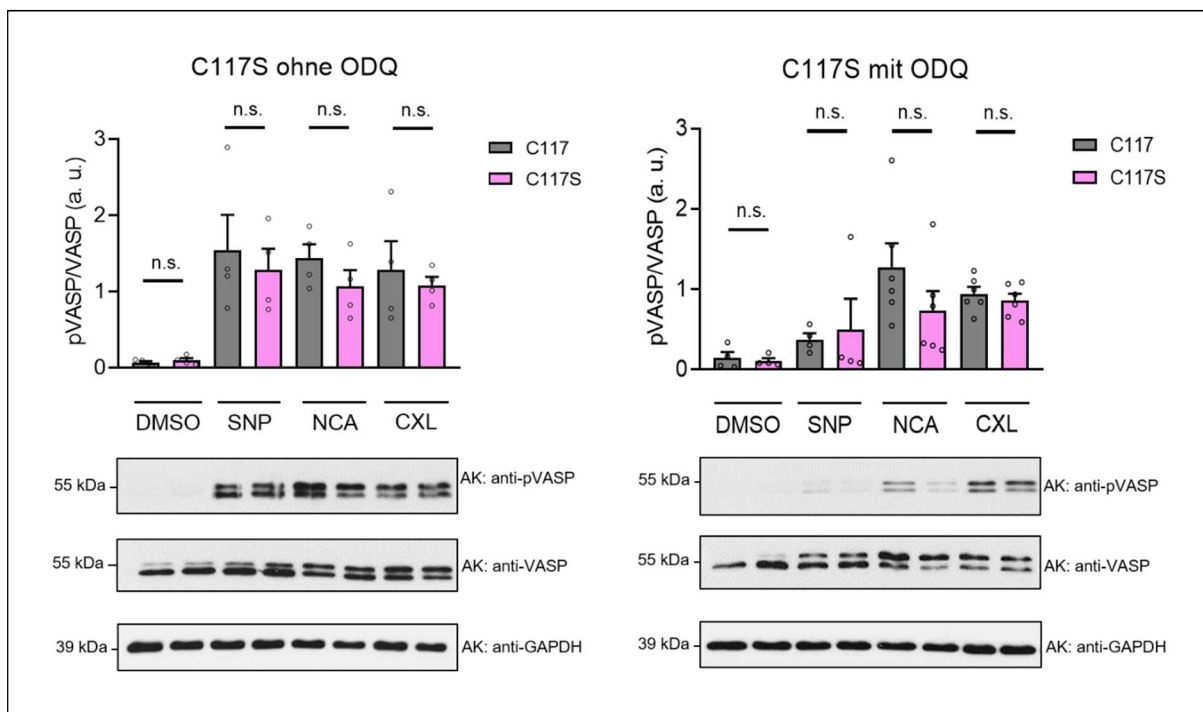 C117S ohne ODQ
n.s.
n.s.
n.s.
n.s.
pVASP/VASP (a. u.)
3
2
1
0
C117
C117S
DMSO
SNP
NCA
CXL
55 kDa
AK: anti-pVASP
55 kDa
AK: anti-VASP
39 kDa
AK: anti-GAPDH
C117S mit ODQ
n.s.
n.s.
n.s.
n.s.
pVASP/VASP (a. u.)
3
2
1
0
C117
C117S
DMSO
SNP
NCA
CXL
55 kDa
AK: anti-pVASP
55 kDa
AK: anti-VASP
39 kDa
AK: anti-GAPDH